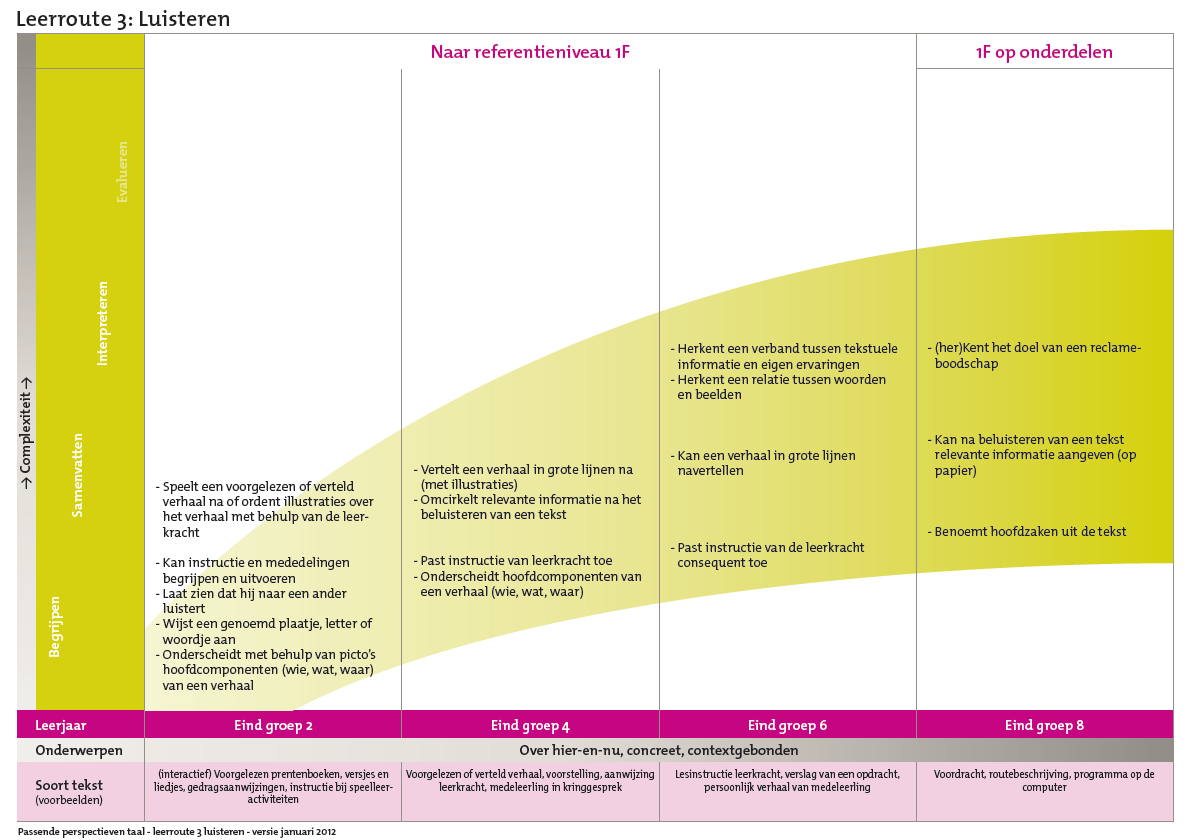 Leerroute 3: Luisteren
Naar referentieniveau 1F
1F op onderdelen
Evalueren
Interpreteren
Samenvatten
Begrijpen
→ Complexiteit →
- Speelt een voorgelezen of verteld
verhaal na of ordent illustraties over
het verhaal met behulp van de leer-
kracht
- Kan instructie en mededelingen
begrijpen en uitvoeren
- Laat zien dat hij naar een ander
luistert
- Wijst een genoemd plaatje, letter of
woordje aan
- Onderscheidt met behulp van picto's
hoofdcomponenten (wie, wat, waar)
van een verhaal
- Vertelt een verhaal in grote lijnen na
(met illustraties)
- Omcirkelt relevante informatie na het
beluisteren van een tekst
- Past instructie van leerkracht toe
- Onderscheidt hoofdcomponenten van
een verhaal (wie, wat, waar)
- Herkent een verband tussen tekstuele
informatie en eigen ervaringen
- Herkent een relatie tussen woorden
en beelden
- Kan een verhaal in grote lijnen
navertellen
- Past instructie van de leerkracht
consequent toe
- (her)Kent het doel van een reclame-
boodschap
- Kan na beluisteren van een tekst
relevante informatie aangeven (op
papier)
- Benoemt hoofdzaken uit de tekst
Leerjaar
Eind groep 2
Eind groep 4
Eind groep 6
Eind groep 8
Onderwerpen
Over hier-en-nu, concreet, contextgebonden
Soort tekst
(voorbeelden)
(interactief) Voorgelezen prentenboeken, versjes en
liedjes, gedragsaanwijzingen, instructie bij speelleer-
activiteiten
Voorgelezen of verteld verhaal, voorstelling, aanwijzing
leerkracht, medeleerling in kringgesprek
Lesinstructie leerkracht, verslag van een opdracht,
persoonlijk verhaal van medeleerling
Voordracht, routebeschrijving, programma op de
computer
Passende perspectieven taal - leerroute 3 luisteren - versie januari 2012